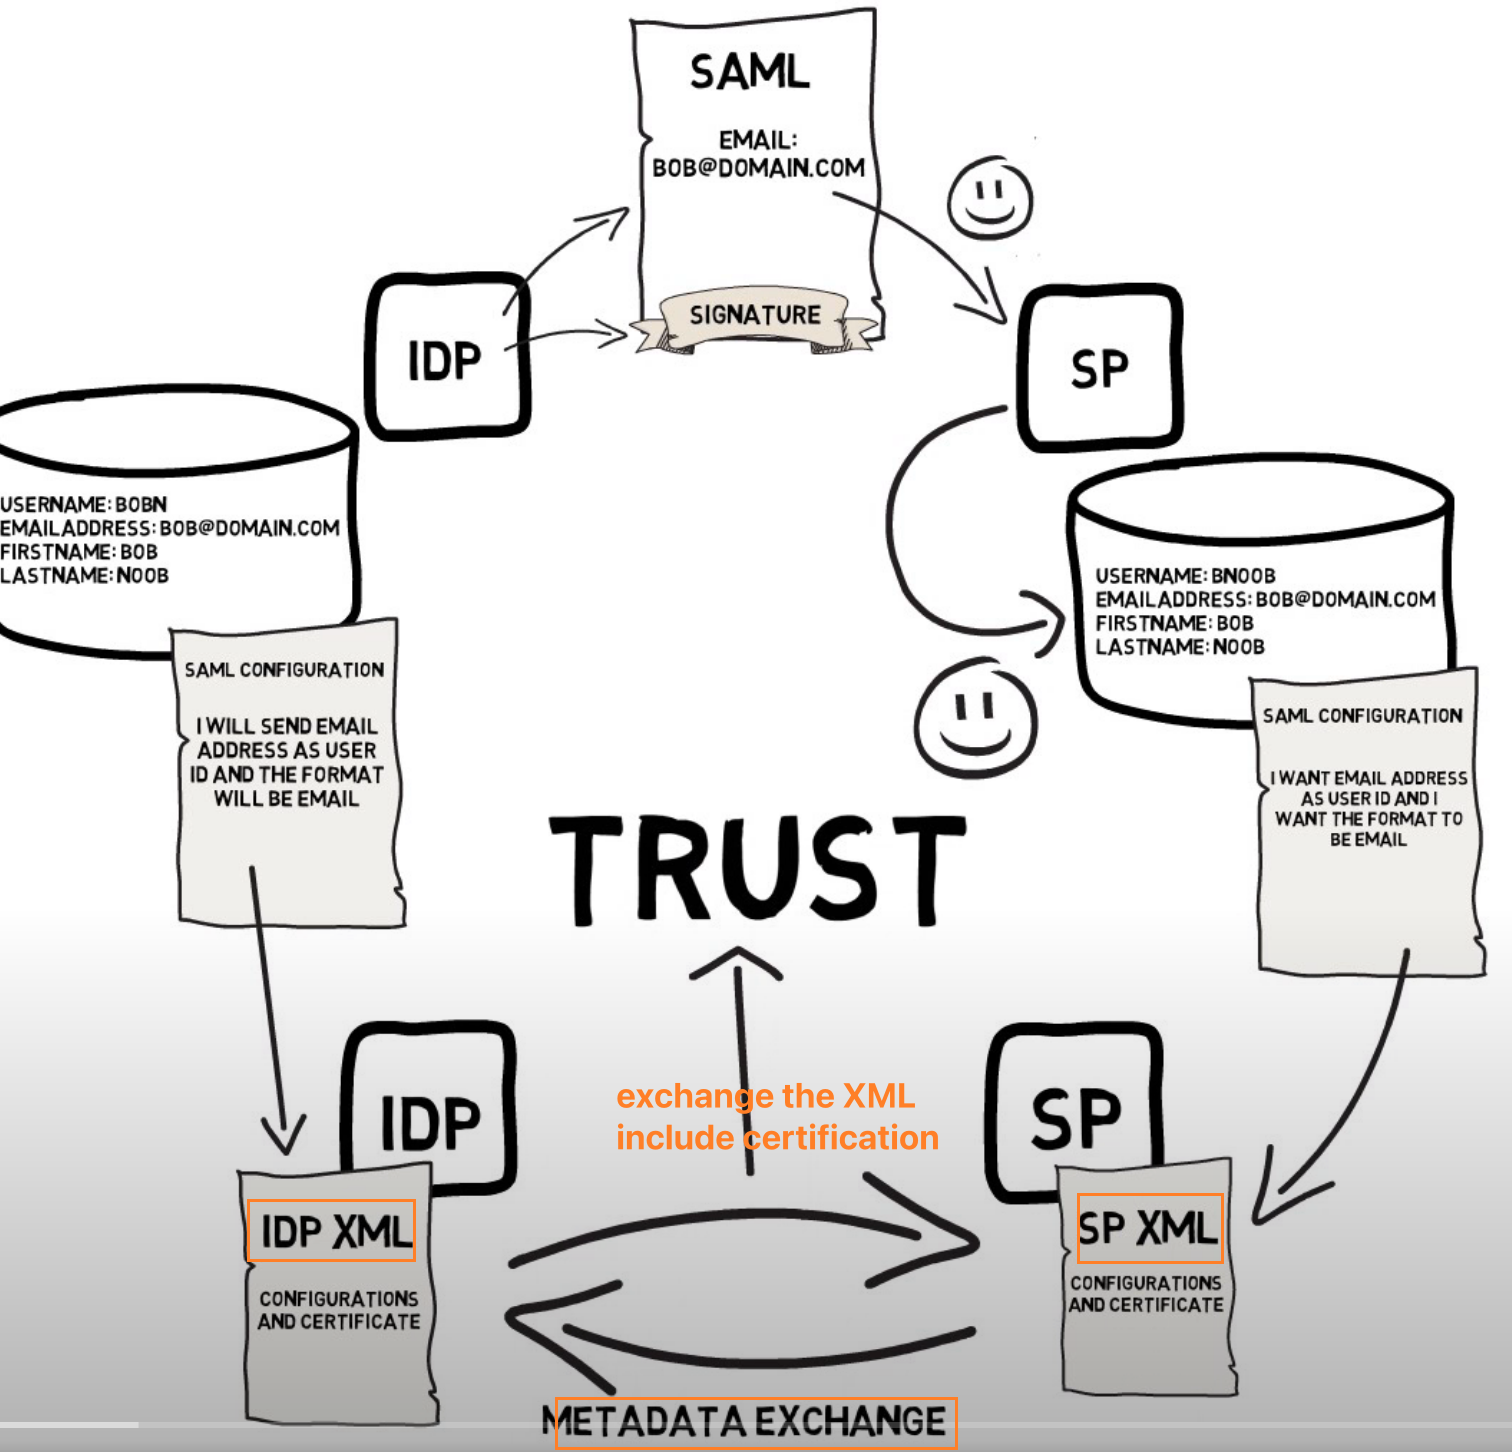 SAML
EMAIL:
BOB@DOMAIN.COM
SIGNATURE
IDP
SP
USERNAME: BOBN
EMAILADDRESS: BOB@DOMAIN.COM
FIRSTNAME: BOB
LASTNAME: NOOB
USERNAME: BNOOB
EMAILADDRESS: BOB@DOMAIN.COM
FIRSTNAME: BOB
LASTNAME: NOOB
SAML CONFIGURATION
I WILL SEND EMAIL
ADDRESS AS USER
ID AND THE FORMAT
WILL BE EMAIL
SAML CONFIGURATION
I WANT EMAIL ADDRESS
AS USER ID AND I
WANT THE FORMAT TO
BE EMAIL
TRUST
IDP
exchange the XML
include certification
SP
IDP XML
CONFIGURATIONS
AND CERTIFICATE
SP XML
CONFIGURATIONS
AND CERTIFICATE
METADATA EXCHANGE